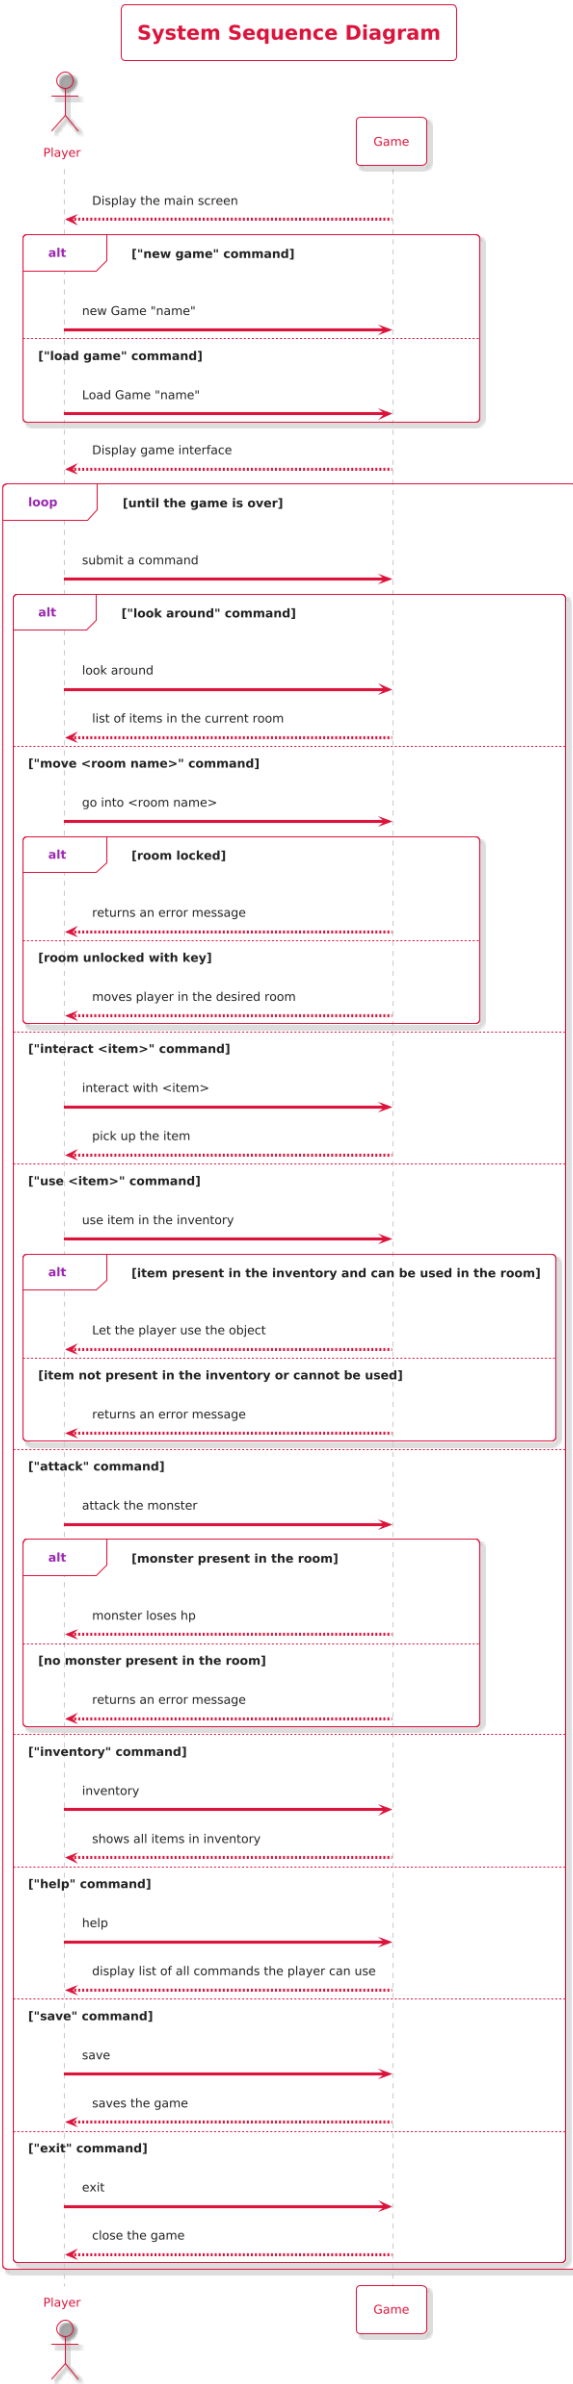 System Sequence Diagram
Player
Game
Display the main screen
alt
["new game" command]
new Game "name"
["load game" command]
Load Game "name"
Display game interface
loop
[until the game is over]
submit a command
alt
["look around" command]
look around
list of items in the current room
["move <room name>" command]
go into <room name>
alt
[room locked]
returns an error message
[room unlocked with key]
moves player in the desired room
["interact <item>" command]
interact with <item>
pick up the item
["use <item>" command]
use item in the inventory
alt
[item present in the inventory and can be used in the room]
Let the player use the object
[item not present in the inventory or cannot be used]
returns an error message
["attack" command]
attack the monster
alt
[monster present in the room]
monster loses hp
[no monster present in the room]
returns an error message
["inventory" command]
inventory
shows all items in inventory
["help" command]
help
display list of all commands the player can use
["save" command]
save
saves the game
["exit" command]
exit
close the game
Player
Game